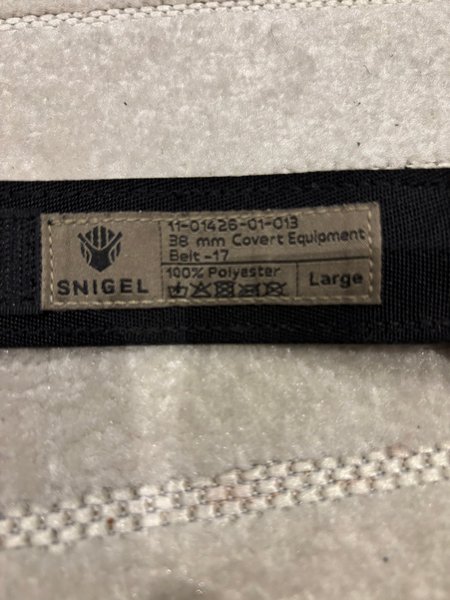 SNIGEL
11-01426-01-013
38 mm Covert Equipment
Belt -17
100% Polyester
Large